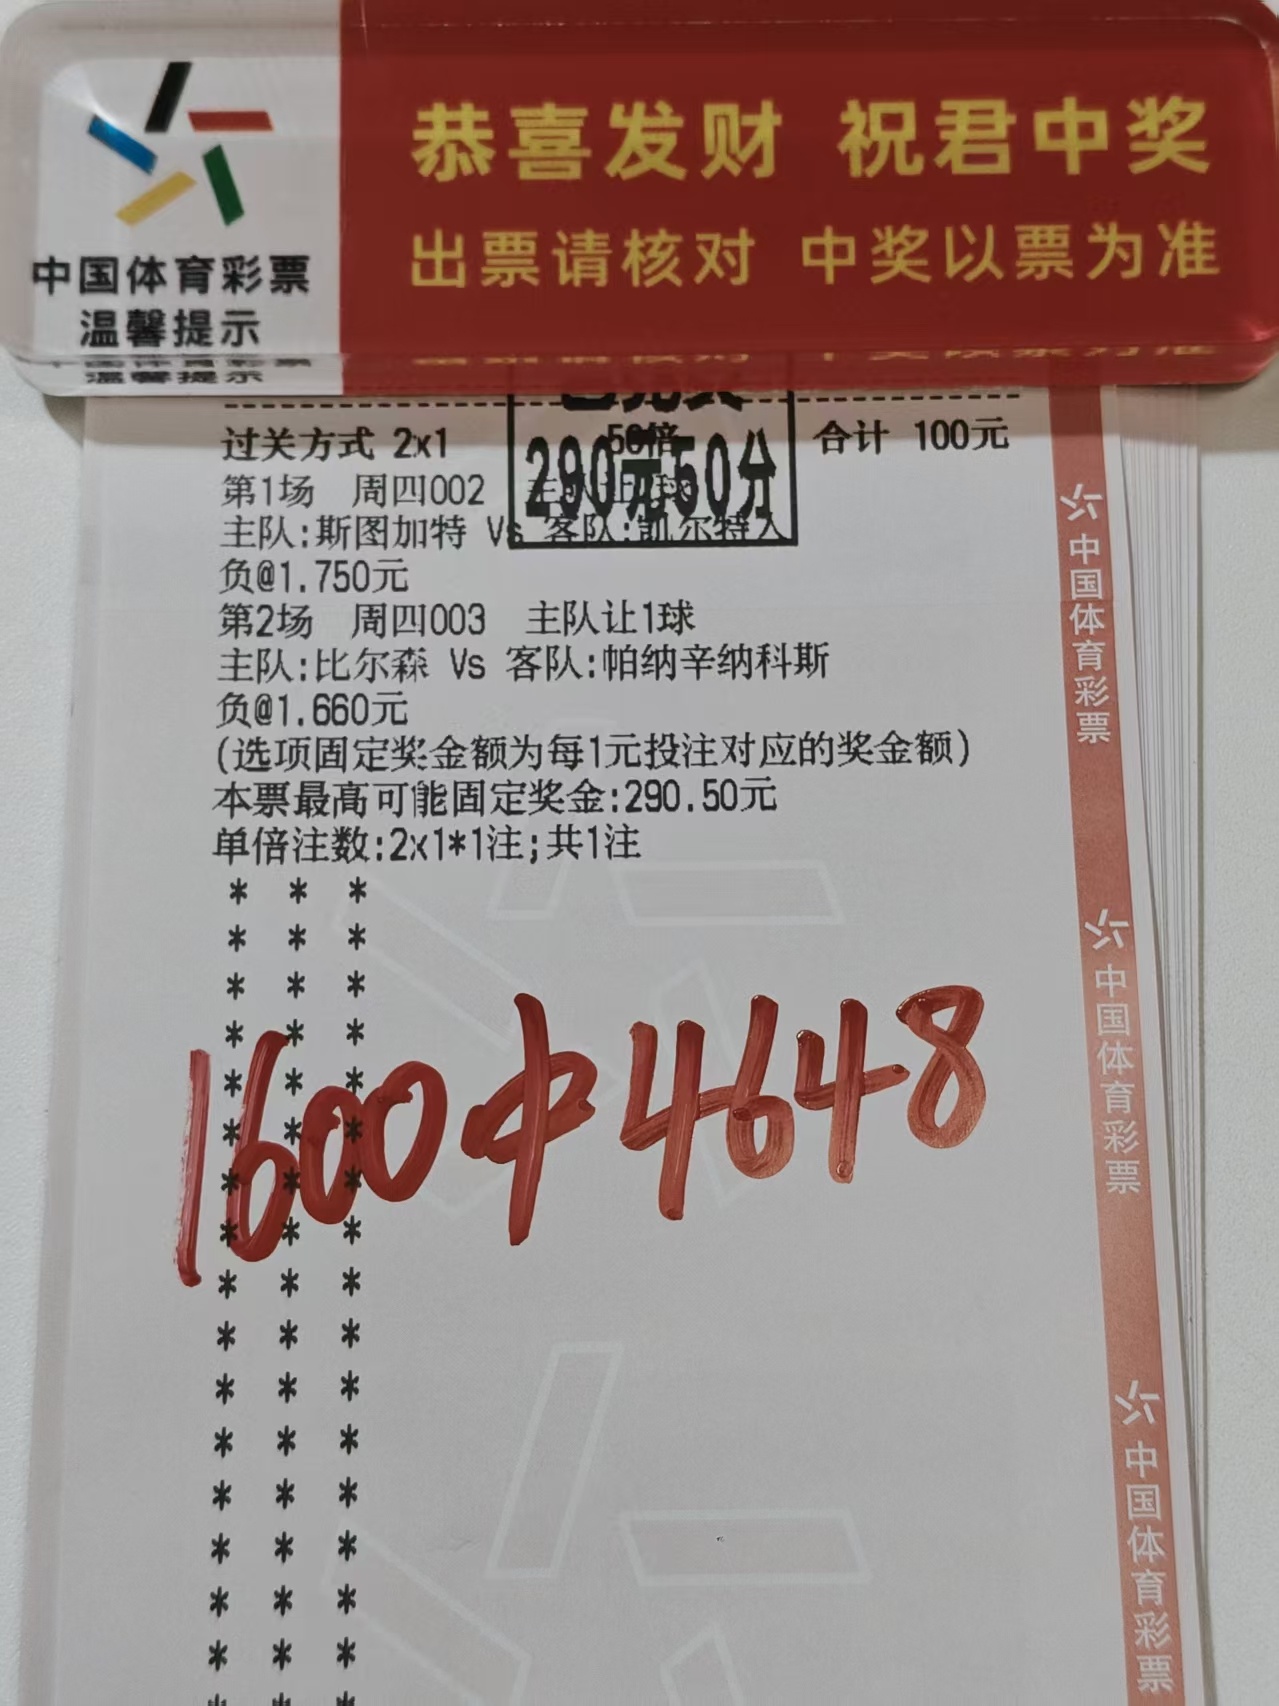 恭喜发财 祝君中奖
出票请核对 中奖以票为准
中国体育彩票
温馨提示
过关方式 2x1 50倍 合计 100元
290元50分
第1场 周四002
主队:斯图加特 Vs 客队:凯尔特人
负@1.750元
第2场 周四003 主队让1球
主队:比尔森 Vs 客队:帕纳辛纳科斯
负@1.660元
(选项固定奖金额为每1元投注对应的奖金额)
本票最高可能固定奖金:290.50元
单倍注数:2x1*1注;共1注
1600中4648
中国体育彩票
中国体育彩票
中国体育彩票